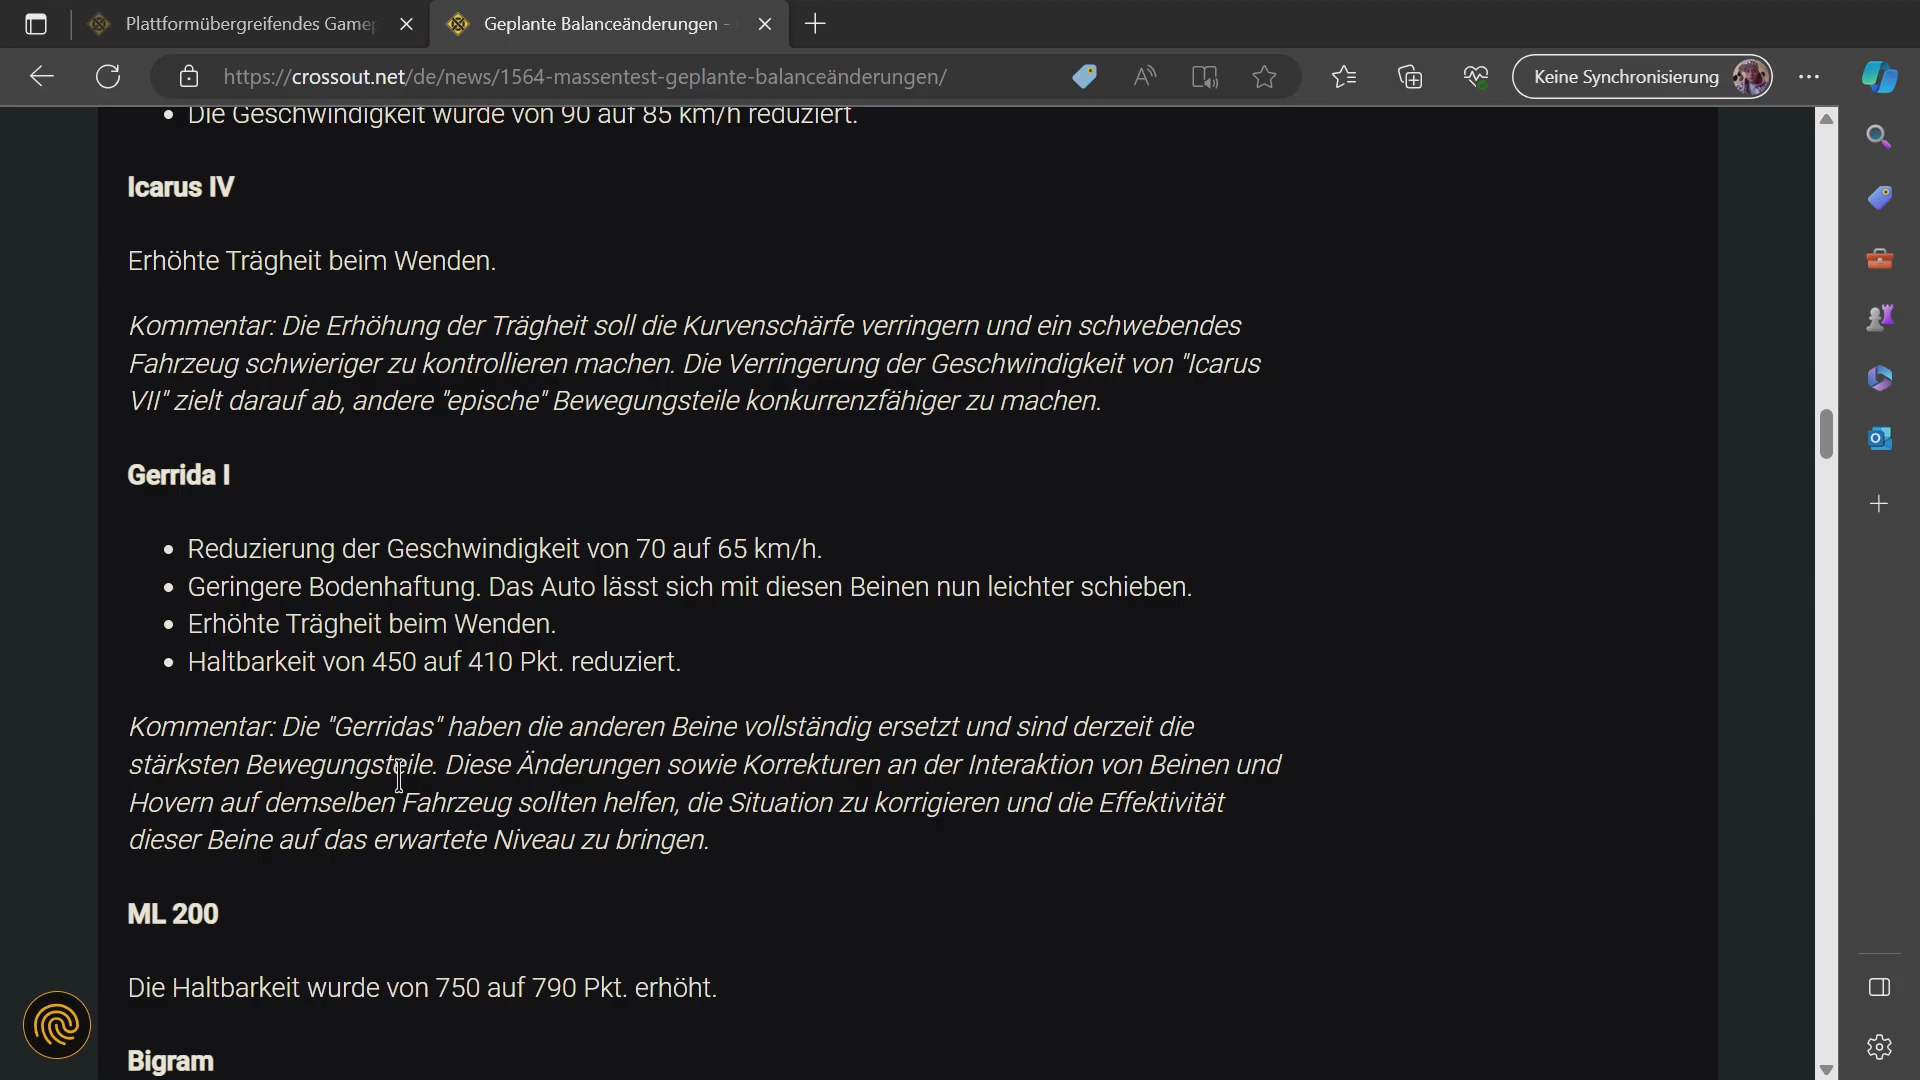 Plattformübergreifendes Gamep
Geplante Balanceänderungen -
https://crossout.net/de/news/1564-massentest-geplante-balanceänderungen/
Keine Synchronisierung
Die Geschwindigkeit wurde von 90 auf 85 km/h reduziert.
Icarus IV
Erhöhte Trägheit beim Wenden.
Kommentar: Die Erhöhung der Trägheit soll die Kurvenschärfe verringern und ein schwebendes
Fahrzeug schwieriger zu kontrollieren machen. Die Verringerung der Geschwindigkeit von "Icarus
VII" zielt darauf ab, andere "epische" Bewegungsteile konkurrenzfähiger zu machen.
Gerrida I
Reduzierung der Geschwindigkeit von 70 auf 65 km/h.
Geringere Bodenhaftung. Das Auto lässt sich mit diesen Beinen nun leichter schieben.
Erhöhte Trägheit beim Wenden.
Haltbarkeit von 450 auf 410 Pkt. reduziert.
Kommentar: Die "Gerridas" haben die anderen Beine vollständig ersetzt und sind derzeit die
stärksten Bewegungsteile. Diese Änderungen sowie Korrekturen an der Interaktion von Beinen und
Hovern auf demselben Fahrzeug sollten helfen, die Situation zu korrigieren und die Effektivität
dieser Beine auf das erwartete Niveau zu bringen.
ML 200
Die Haltbarkeit wurde von 750 auf 790 Pkt. erhöht.
Bigram